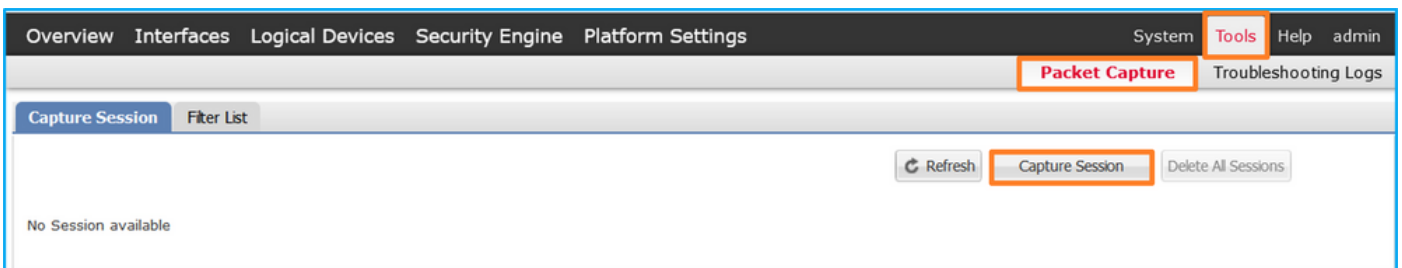 Overview Interfaces Logical Devices Security Engine Platform Settings System Tools Help admin
Packet Capture Troubleshooting Logs
Capture Session Filter List
Refresh Capture Session Delete All Sessions
No Session available